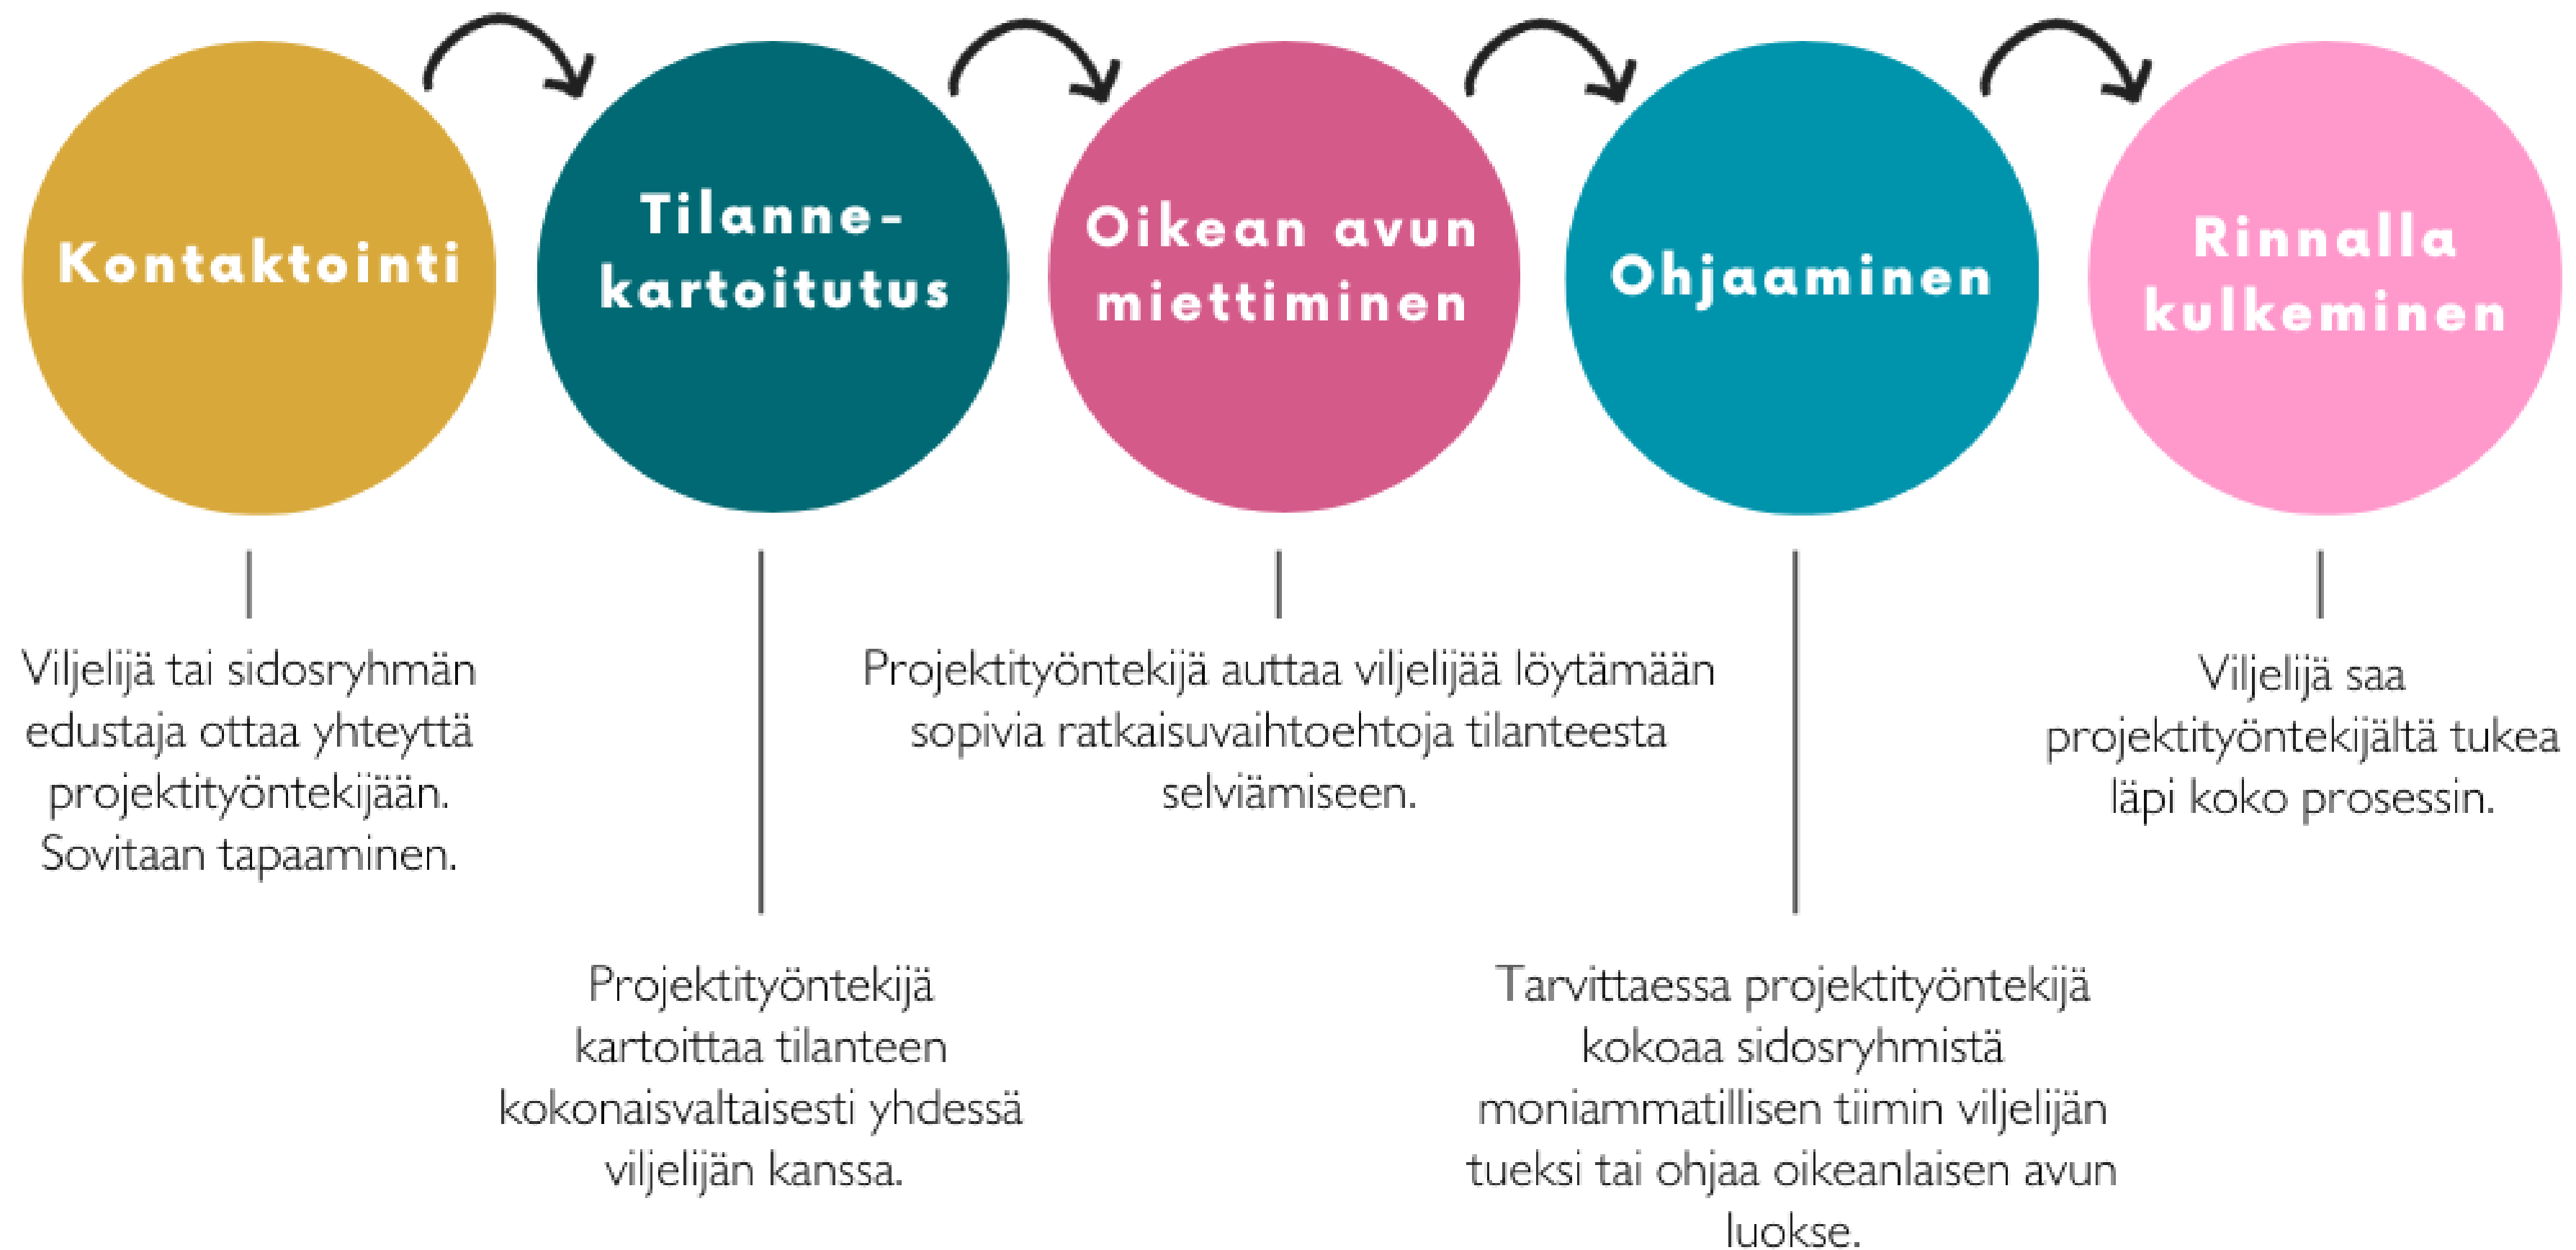 Kontaktointi
Tilanne-
kartoitutus
Oikean avun
miettiminen
Ohjaaminen
Rinnalla
kulkeminen
Viljelijä tai sidosryhmän
edustaja ottaa yhteyttä
projektityöntekijään.
Sovitaan tapaaminen.
Projektityöntekijä
kartoittaa tilanteen
kokonaisvaltaisesti yhdessä
viljelijän kanssa.
Projektityöntekijä auttaa viljelijää löytämään
sopivia ratkaisuvaihtoehtoja tilanteesta
selviämiseen.
Tarvittaessa projektityöntekijä
kokoaa sidosryhmistä
moniammatillisen tiimin viljelijän
tueksi tai ohjaa oikeanlaisen avun
luokse.
Viljelijä saa
projektityöntekijältä tukea
läpi koko prosessin.